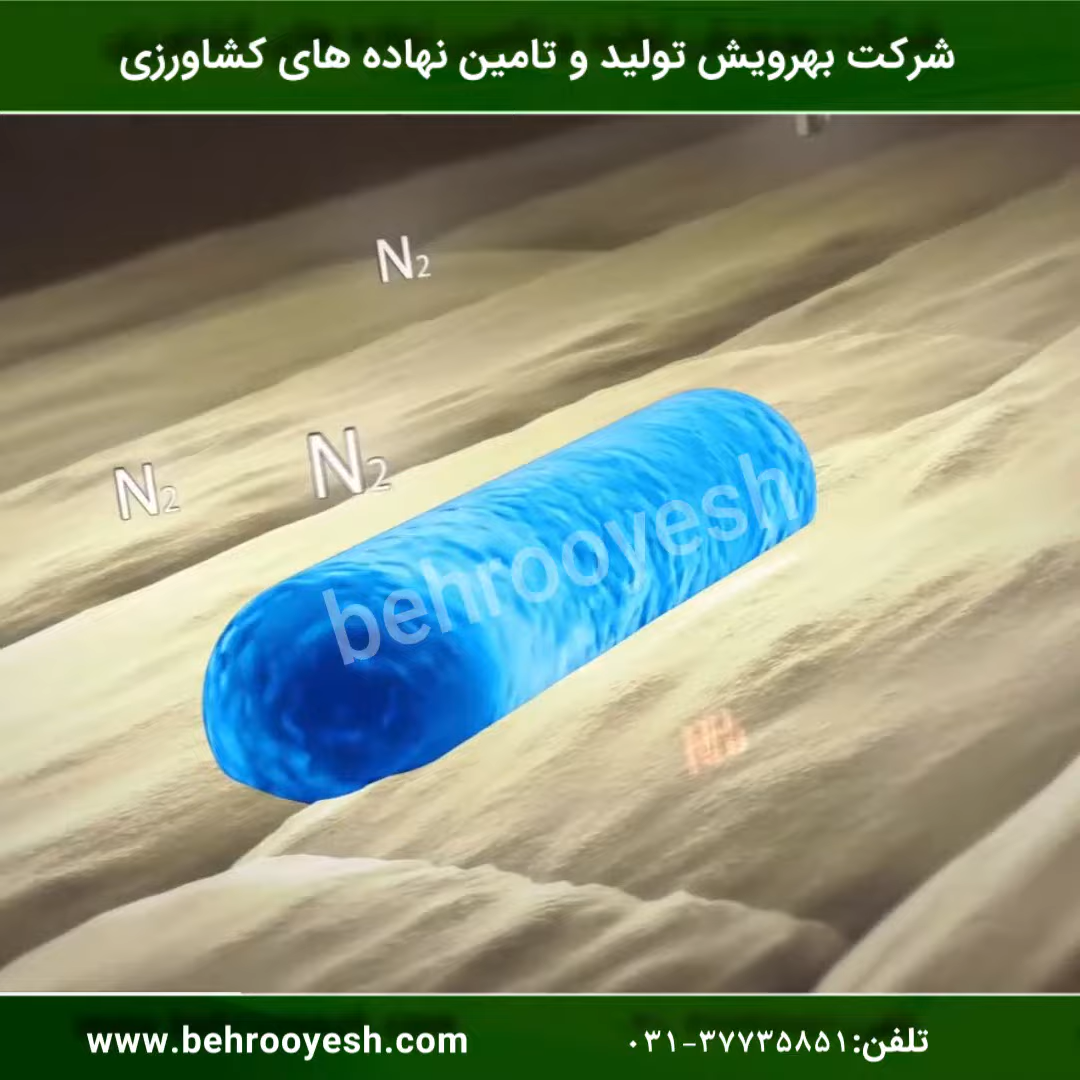 شرکت بهرویش تولید و تامین نهاده های کشاورزی
N₂
N₂
N₂
behrooyesh
www.behrooyesh.com
تلفن:۰۳۱-۳۷۷۳۵۸۵۱